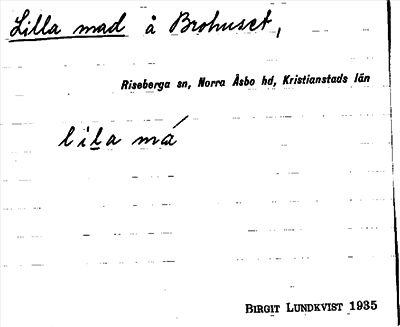 Lilla mad å Brohuset,
Riseberga sn, Norra Åsbo hd, Kristianstads län
lila má
BIRGIT LUNDKVIST 1935